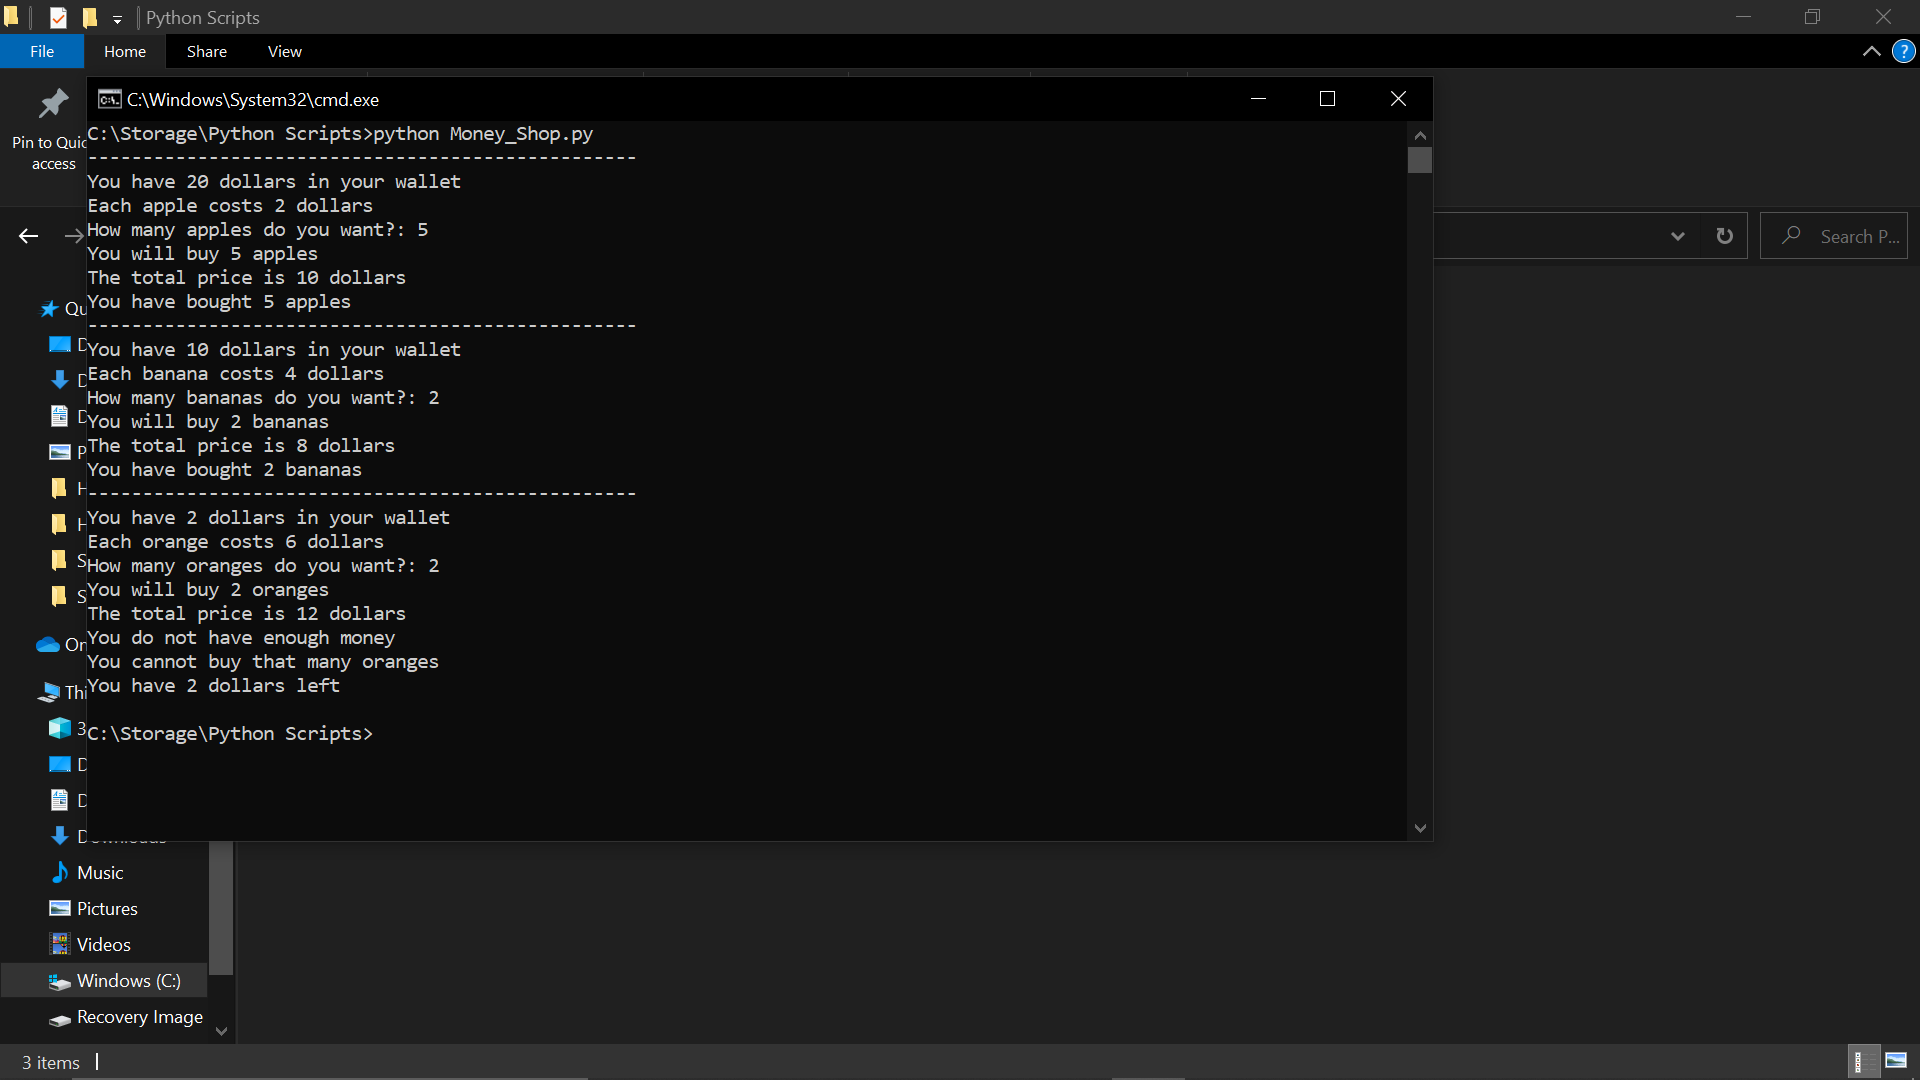 Python Scripts
File Home Share View
C:\Windows\System32\cmd.exe
Pin to Quic
access
C:\Storage\Python Scripts>python Money_Shop.py
--------------------------------------------------
You have 20 dollars in your wallet
Each apple costs 2 dollars
How many apples do you want?: 5
You will buy 5 apples
The total price is 10 dollars
You have bought 5 apples
--------------------------------------------------
You have 10 dollars in your wallet
Each banana costs 4 dollars
How many bananas do you want?: 2
You will buy 2 bananas
The total price is 8 dollars
You have bought 2 bananas
--------------------------------------------------
You have 2 dollars in your wallet
Each orange costs 6 dollars
How many oranges do you want?: 2
You will buy 2 oranges
The total price is 12 dollars
You do not have enough money
You cannot buy that many oranges
You have 2 dollars left
C:\Storage\Python Scripts>
Search P...
Music
Pictures
Videos
Windows (C:)
Recovery Image
3 items